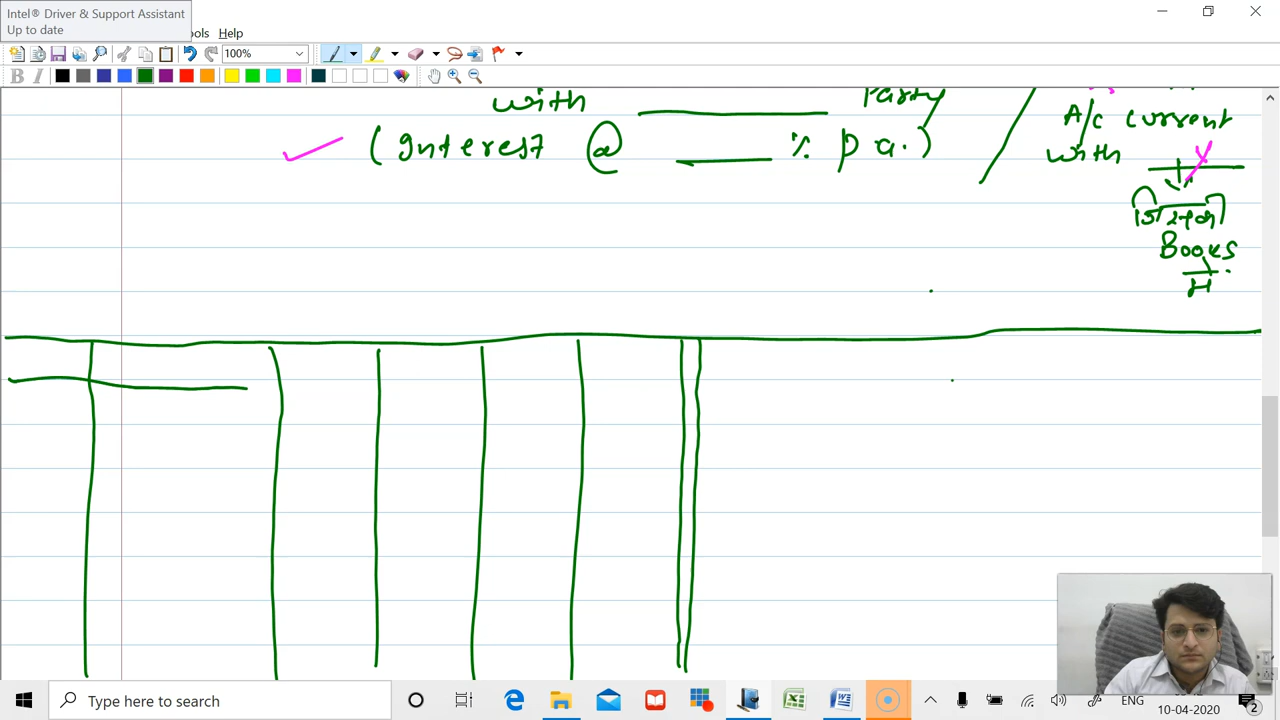 Intel® Driver & Support Assistant
Up to date
ols Help
100%
B I
with Party
(Interest @ % p a.)
A/c current
with
Books
Type here to search
ENG
10-04-2020
2